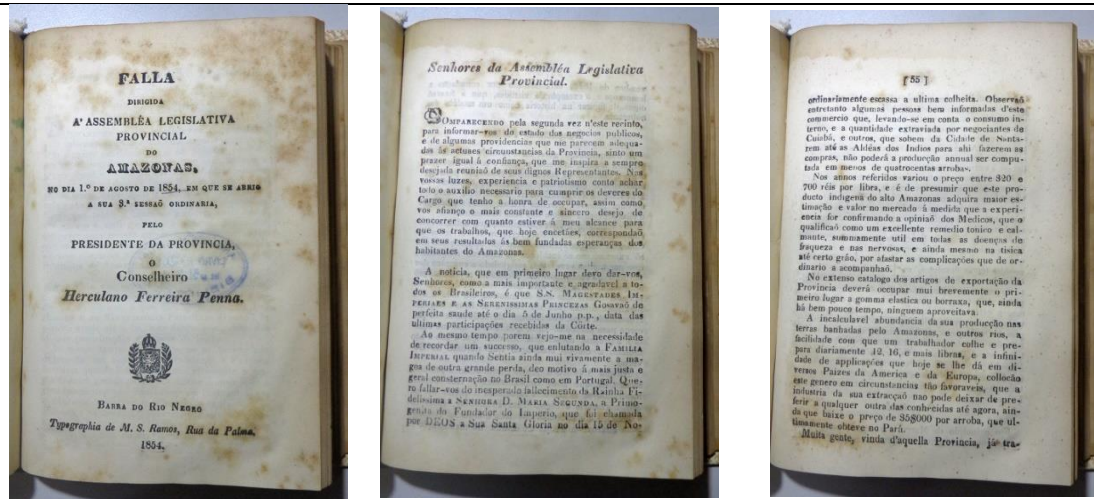 FALLA
DIRIGIDA
A' ASSEMBLÉA LEGISLATIVA
PROVINCIAL
DO
AMAZONAS,
NO DIA 1.º DE AGOSTO DE 1854, EM QUE SE ABRIO
A SUA 3.ª SESSAÕ ORDINARIA,
PELO
PRESIDENTE DA PROVINCIA,
O
Conselheiro
Herculano Ferreira Penna.
BARRA DO RIO NEGRO
Typographia de M. S. Ramos, Rua da Palma.
1854.
Senhores da Assembléa Legislativa
Provincial.
COMPARECENDO pela segunda vez n'este recinto,
para informar-vos do estado dos negocios publicos,
e de algumas providencias que me parecem adequa-
das ás actuaes circunstancias da Provincia, sinto um
prazer igual á confiança, que me inspira a sempre
desejada reuniaõ de seus dignos Representantes. Nas
vossas luzes, experiencia e patriotismo conto achar
todo o auxilio necessario para cumprir os deveres do
Cargo que tenho a honra de occupar, assim como
vos afianço o mais constante e sincero desejo de
concorrer com quanto estiver á meu alcance para
que os trabalhos, que hoje encetáes, correspondaõ
em seus resultados ás bem fundadas esperanças dos
habitantes do Amazonas.
A noticia, que em primeiro lugar devo dar-vos,
Senhores, como a mais importante e agradavel a to-
dos os Brasileiros, é que S.S. MAGESTADES IM-
PERIAES E AS SERENISSIMAS PRINCEZAS Gosavaõ de
perfeita saude até o dia 5 de Junho p.p., data das
ultimas participações recebidas da Côrte.
Ao mesmo tempo porem vejo-me na necessidade
de recordar um successo, que enlutando a FAMILIA
IMPERIAL quando Sentia ainda mui vivamente a ma-
goa de outra grande perda, deo motivo á mais justa e
geral consternação no Brasil como em Portugal. Que-
ro fallar-vos do inesperado fallecimento da Rainha Fi-
delissima a SENHORA D. MARIA SEGUNDA, a Primo-
genita do Fundador do Imperio, que foi chamada
por DEOS a Sua Santa Gloria no dia 15 de No-
[55]
ordinariamente escassa a ultima colheita. Observaõ
entretanto algumas pessoas bem informadas d'este
commercio que, levando-se em conta o consumo in-
terno, e a quantidade extraviada por negociantes de
Cuiabá, e outros, que sobem da Cidade de Santa-
rem até as Aldêas dos Indios para ahi fazerem as
compras, não poderá a producção annual ser compu-
tada em menos de quatrocentas arrobas.
Nos annos referidos variou o preço entre 320 e
700 réis por libra, e é de presumir que este pro-
ducto indigena do alto Amazonas adquira maior es-
timação e valor no mercado á medida que a experi-
encia for confirmando a opiniaõ dos Medicos, que o
qualificaõ como um excellente remedio tonico e cal-
mante, summamente util em todas as doenças de
fraqueza e nas nervosas, e ainda mesmo na tisica
até certo gráo, por afastar as complicações que de or-
dinario a acompanhaõ.
No extenso catalogo dos artigos de exportação da
Provincia deverá occupar mui brevemente o pri-
meiro lugar a gomma elastica ou borraxa, que, ainda
há bem pouco tempo, ninguem aproveitava.
A incalculavel abundancia da sua producção nas
terras banhadas pelo Amazonas, e outros rios, a
facilidade com que um trabalhador colhe e pre-
para diariamente 12, 16, e mais libras, e a infini-
dade de applicações que hoje se lhe dá em di-
versos Paizes da America e da Europa, collocão
este genero em circunstancias tão favoraveis, que a
industria da sua extracçaõ nao pode deixar de pre-
ferir a qualquer outra das conhecidas até agora, ain-
da que baixe o preço de 35$000 por arroba, que ul-
timamente obteve no Pará.
Muita gente, vinda d'aquella Provincia, já tra-